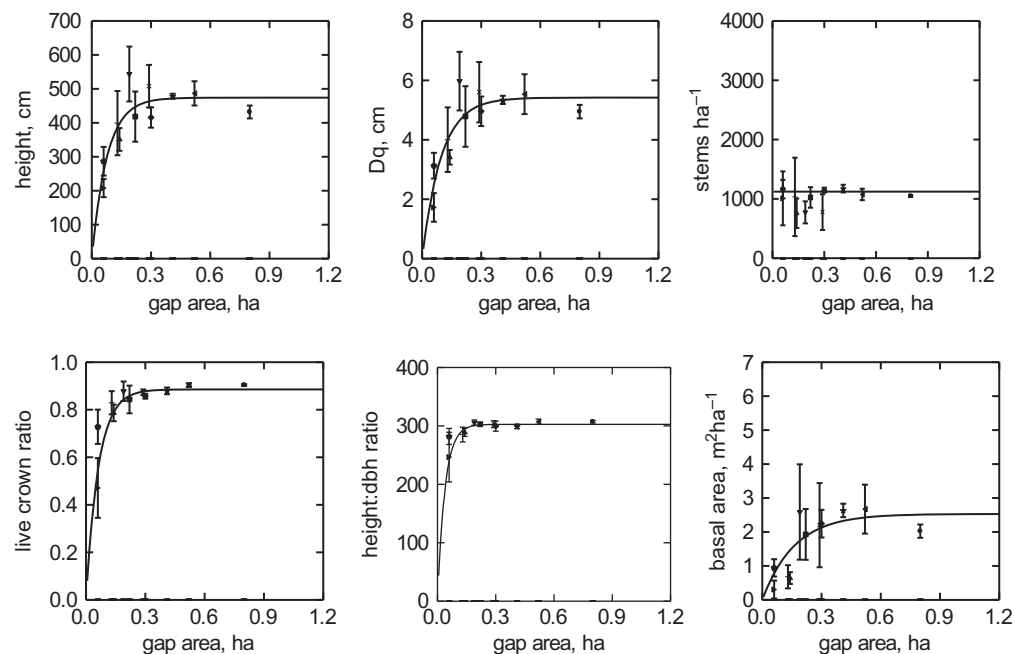 height, cm
700
600
500
400
300
200
100
0
0.0 0.3 0.6 0.9 1.2
gap area, ha
Dq, cm
8
6
4
2
0
0.0 0.3 0.6 0.9 1.2
gap area, ha
stems ha⁻¹
4000
3000
2000
1000
0
0.0 0.3 0.6 0.9 1.2
gap area, ha
live crown ratio
1.0
0.8
0.6
0.4
0.2
0.0
0.0 0.3 0.6 0.9 1.2
gap area, ha
height:dbh ratio
400
300
200
100
0
0.0 0.3 0.6 0.9 1.2
gap area, ha
basal area, m²ha⁻¹
7
6
5
4
3
2
1
0
0.0 0.3 0.6 0.9 1.2
gap area, ha